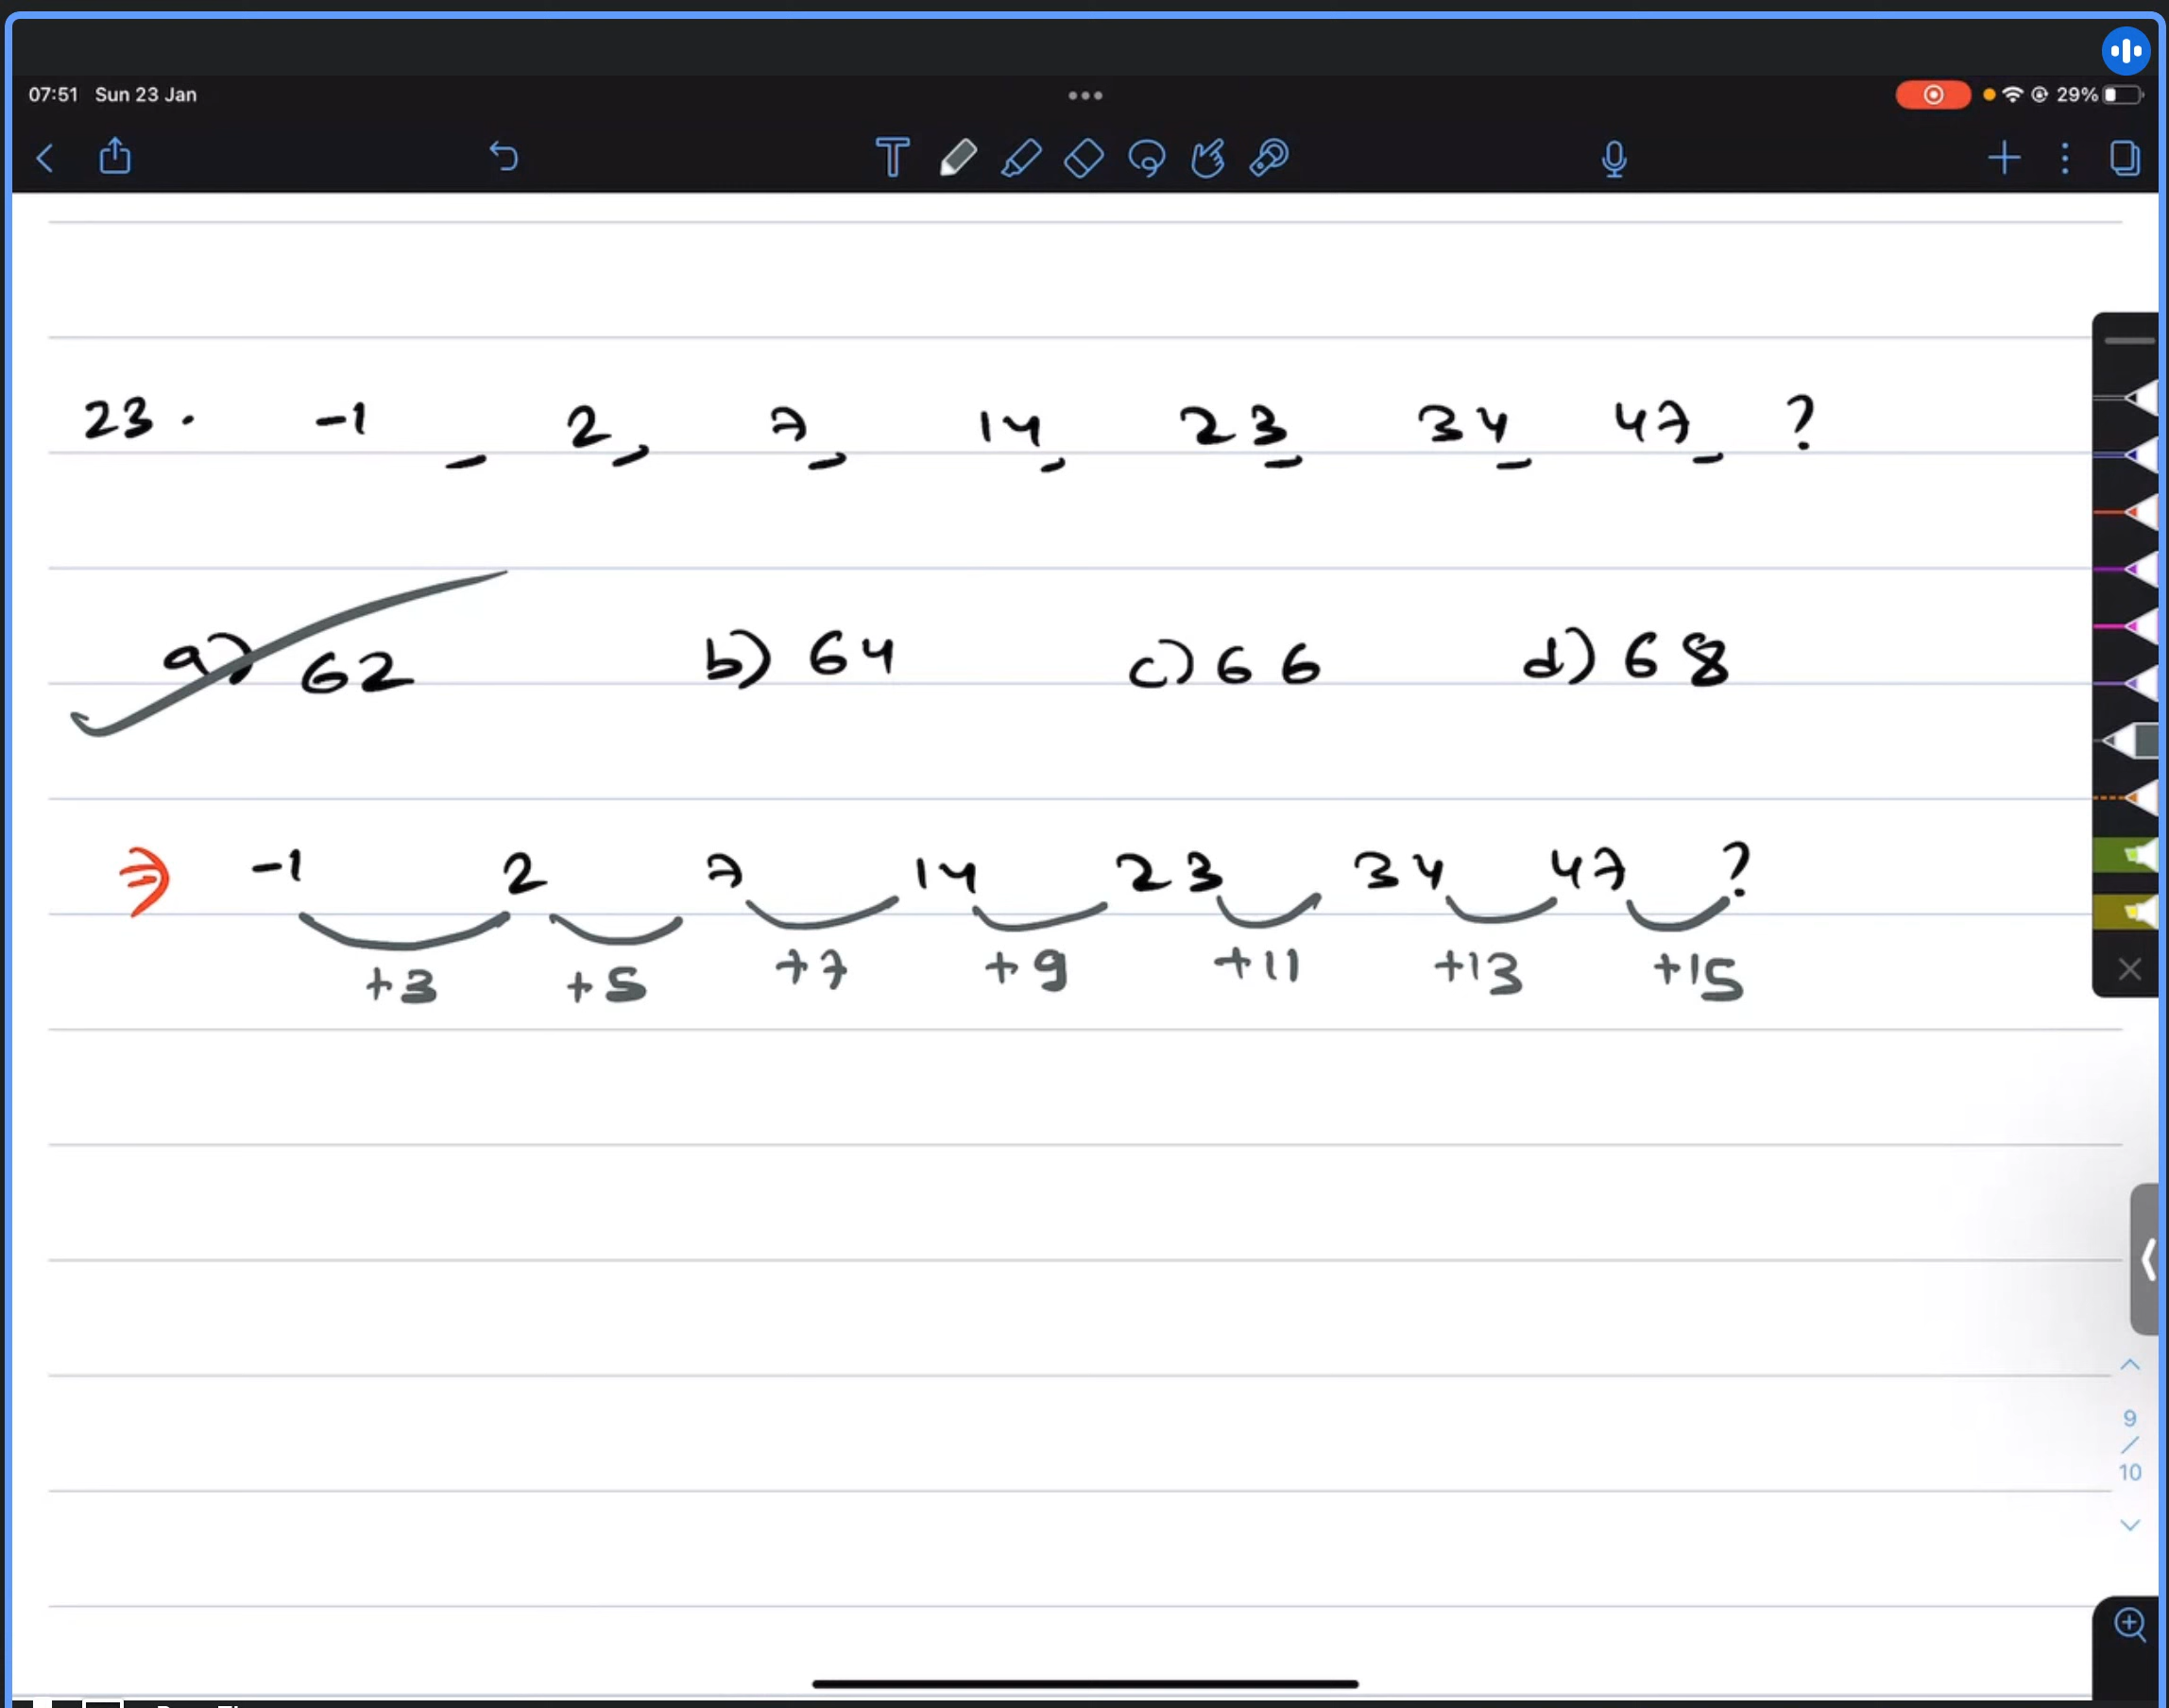 07:51 Sun 23 Jan 29%
23. -1, 2, 7, 14, 23, 34, 47, ?
a) 62 b) 64 c) 66 d) 68
⇒ -1 2 7 14 23 34 47 ?
+3 +5 +7 +9 +11 +13 +15
9
/
10